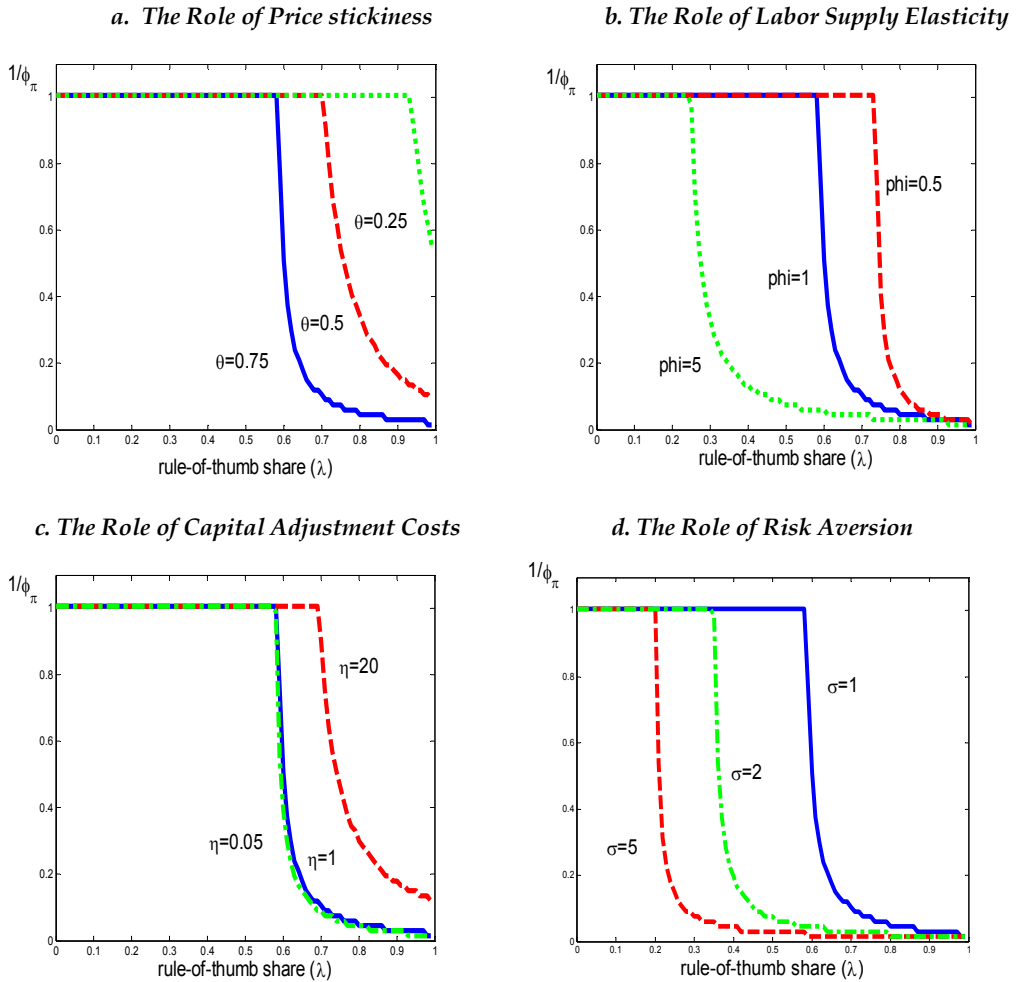 a. The Role of Price stickiness
1/ϕπ
1
0.8
0.6
0.4
0.2
0
θ=0.25
θ=0.5
θ=0.75
0 0.1 0.2 0.3 0.4 0.5 0.6 0.7 0.8 0.9 1
rule-of-thumb share (λ)
b. The Role of Labor Supply Elasticity
1/ϕπ
1
0.8
0.6
0.4
0.2
0
phi=0.5
phi=1
phi=5
0 0.1 0.2 0.3 0.4 0.5 0.6 0.7 0.8 0.9 1
rule-of-thumb share (λ)
c. The Role of Capital Adjustment Costs
1/ϕπ
1
0.8
0.6
0.4
0.2
0
η=20
η=0.05
η=1
0 0.1 0.2 0.3 0.4 0.5 0.6 0.7 0.8 0.9 1
rule-of-thumb share (λ)
d. The Role of Risk Aversion
1/ϕπ
1
0.8
0.6
0.4
0.2
0
σ=1
σ=2
σ=5
0 0.1 0.2 0.3 0.4 0.5 0.6 0.7 0.8 0.9 1
rule-of-thumb share (λ)